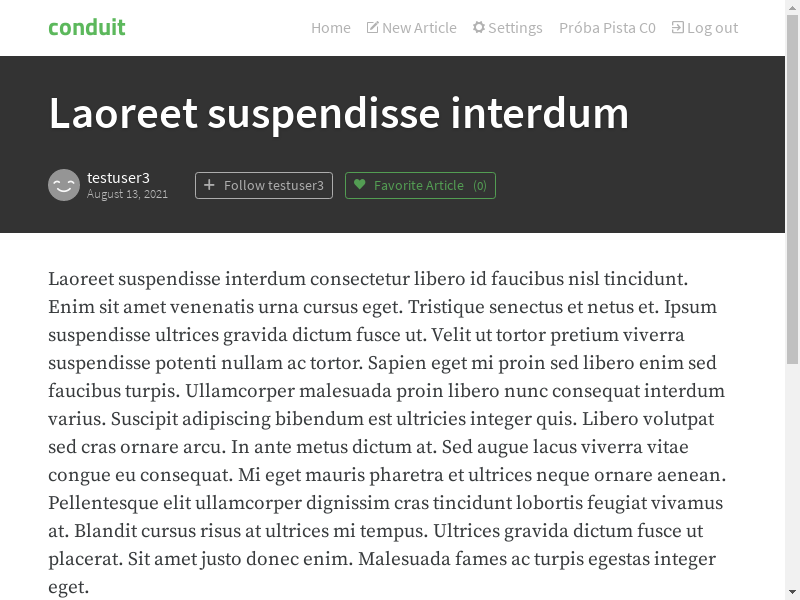 conduit
Home New Article Settings Próba Pista C0 Log out
Laoreet suspendisse interdum
testuser3
August 13, 2021
Follow testuser3
Favorite Article (0)
Laoreet suspendisse interdum consectetur libero id faucibus nisl tincidunt.
Enim sit amet venenatis urna cursus eget. Tristique senectus et netus et. Ipsum
suspendisse ultrices gravida dictum fusce ut. Velit ut tortor pretium viverra
suspendisse potenti nullam ac tortor. Sapien eget mi proin sed libero enim sed
faucibus turpis. Ullamcorper malesuada proin libero nunc consequat interdum
varius. Suscipit adipiscing bibendum est ultricies integer quis. Libero volutpat
sed cras ornare arcu. In ante metus dictum at. Sed augue lacus viverra vitae
congue eu consequat. Mi eget mauris pharetra et ultrices neque ornare aenean.
Pellentesque elit ullamcorper dignissim cras tincidunt lobortis feugiat vivamus
at. Blandit cursus risus at ultrices mi tempus. Ultrices gravida dictum fusce ut
placerat. Sit amet justo donec enim. Malesuada fames ac turpis egestas integer
eget.